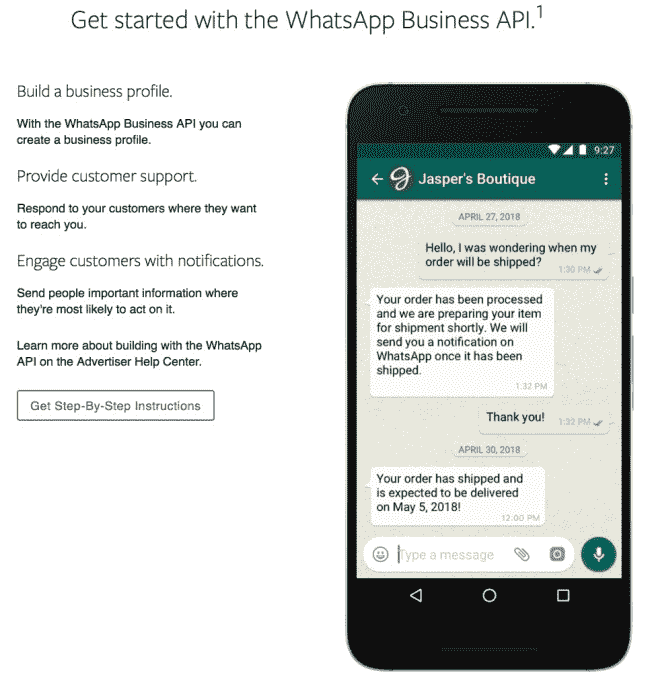 Get started with the WhatsApp Business API.1
Build a business profile.
With the WhatsApp Business API you can
create a business profile.
Provide customer support.
Respond to your customers where they want
to reach you.
Engage customers with notifications.
Send people important information where
they're most likely to act on it.
Learn more about building with the WhatsApp
API on the Advertiser Help Center.
Get Step-By-Step Instructions
9:27
Jasper's Boutique
APRIL 27, 2018
Hello, I was wondering when my
order will be shipped?
1:30 PM
Your order has been processed
and we are preparing your item
for shipment shortly. We will
send you a notification on
WhatsApp once it has been
shipped.
1:32 PM
Thank you!
1:32 PM
APRIL 30, 2018
Your order has shipped and
is expected to be delivered
on May 5, 2018!
12:00 PM
Type a message